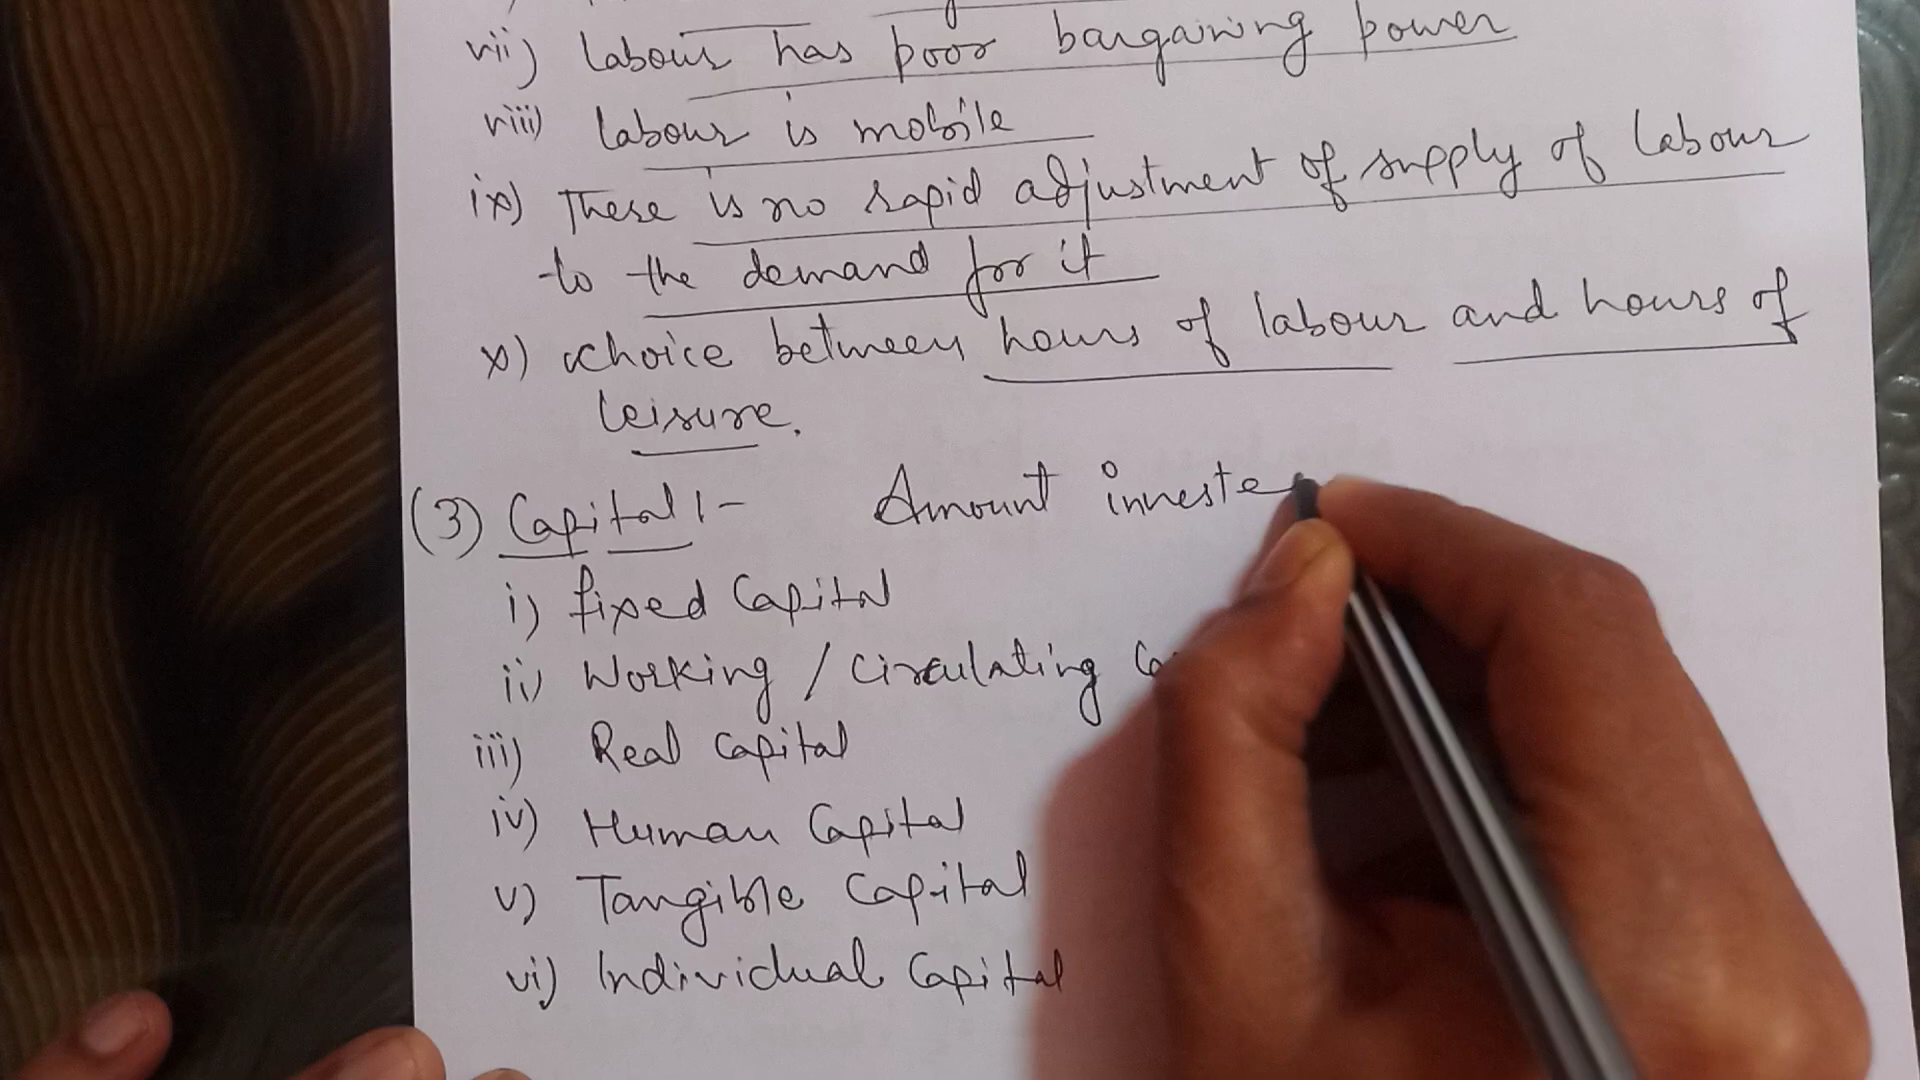 vii) labour has poor bargaining power
viii) labour is mobile
ix) There is no rapid adjustment of supply of labour
to the demand for it
x) choice between hours of labour and hours of
leisure.
(3) Capital :- Amount investe
i) fixed Capital
ii) Working / Circulating Ca
iii) Real Capital
iv) Human Capital
v) Tangible Capital
vi) Individual Capital